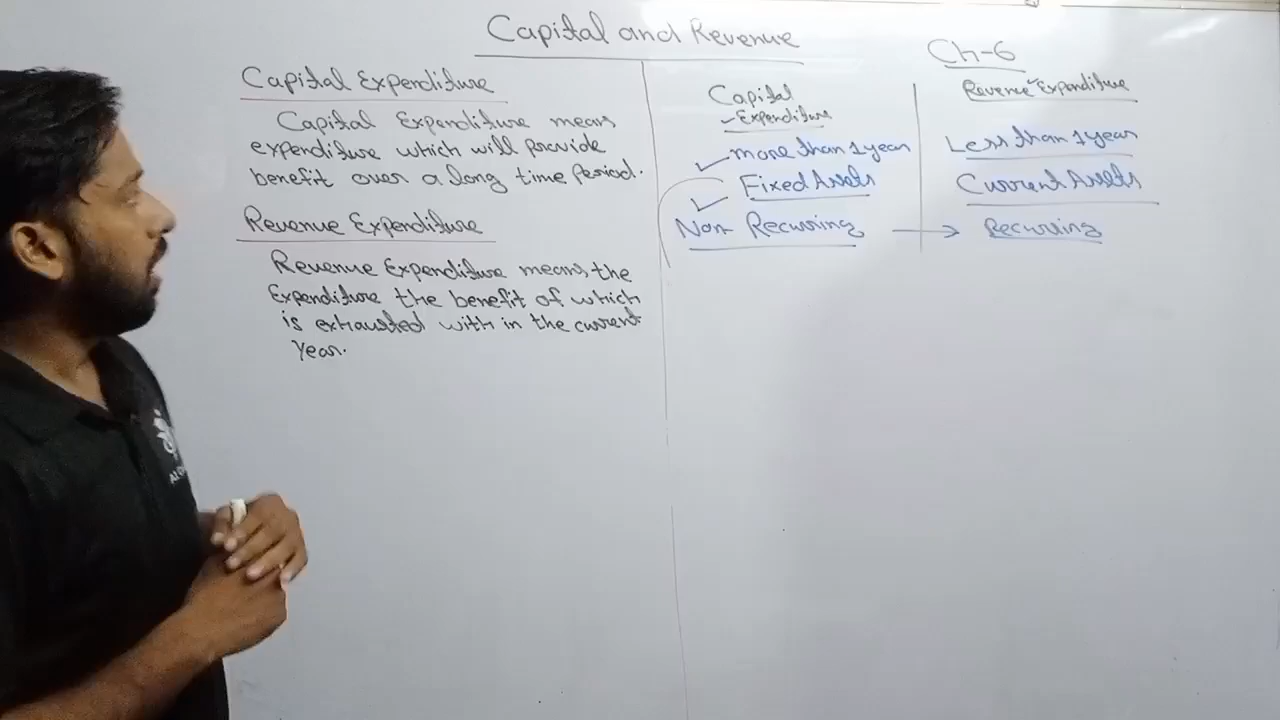 Capital and Revenue
Ch-6
Capital Expenditure
Capital Expenditure means
expenditure which will provide
benefit over a long time Period.
Revenue Expenditure
Revenue Expenditure means the
Expenditure the benefit of which
is exhausted with in the current
Year.
Capital
Expenditure
more than 1 year
Fixed Assets
Non Recurring
Revenue Expenditure
Less than 1 year
Current Assets
Recurring